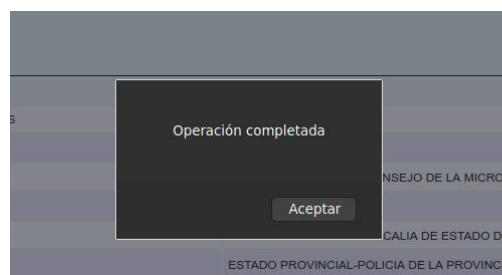 S
Operación completada
NSEJO DE LA MICRO
Aceptar
CALIA DE ESTADO D
ESTADO PROVINCIAL-POLICIA DE LA PROVINC